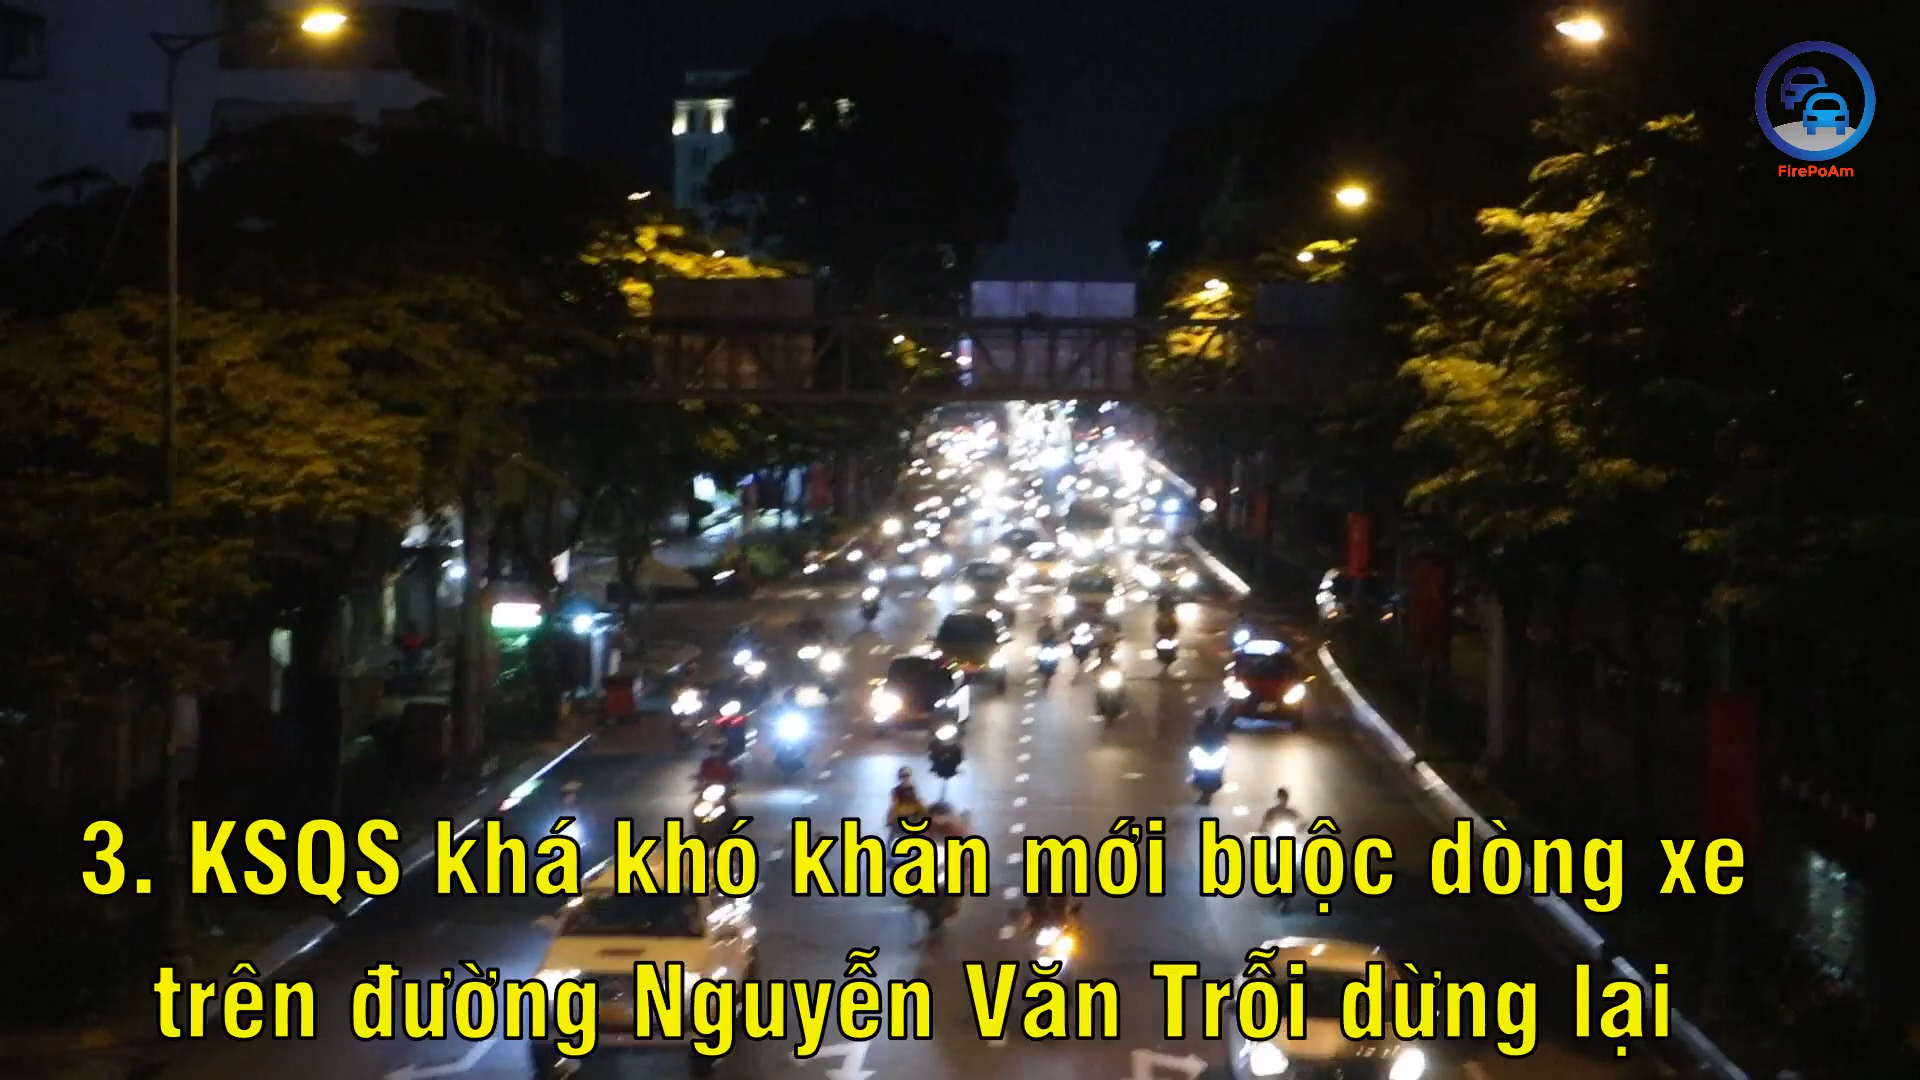 FirePoAm
3. KSQS khá khó khăn mới buộc dòng xe
trên đường Nguyễn Văn Trỗi dừng lại